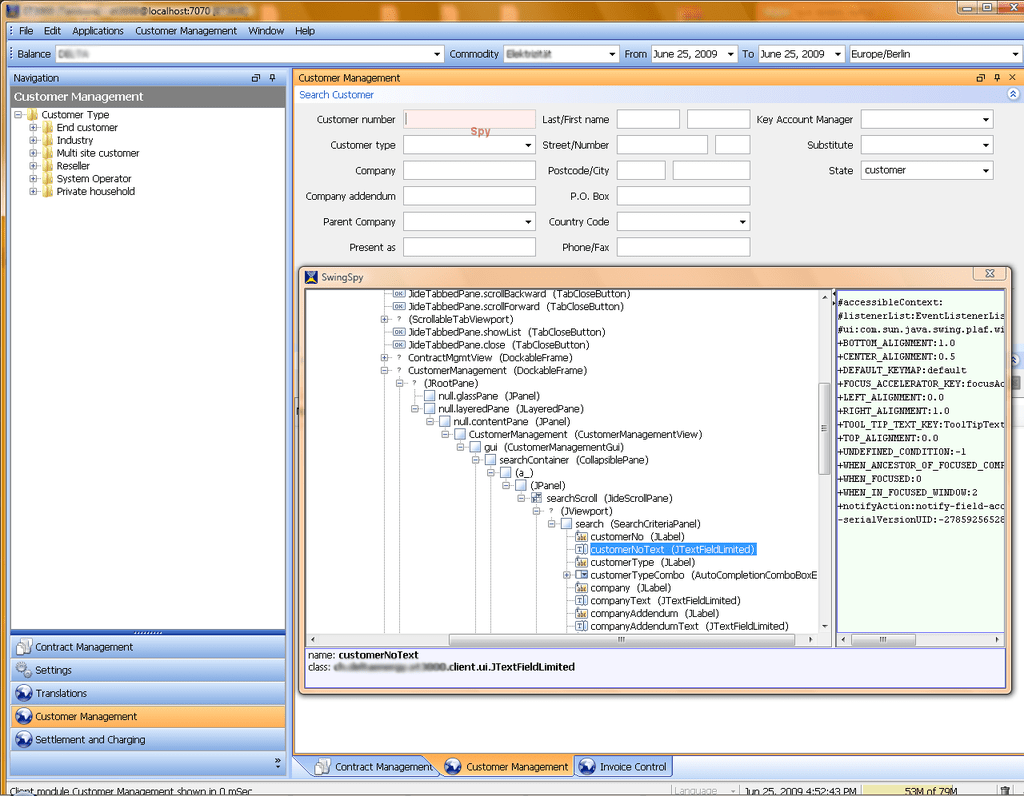 @localhost:7070
File Edit Applications Customer Management Window Help
Balance Commodity From June 25, 2009 To June 25, 2009 Europe/Berlin
Navigation
Customer Management
Customer Type
End customer
Industry
Multi site customer
Reseller
System Operator
Private household
Contract Management
Settings
Translations
Customer Management
Settlement and Charging
Customer Management
Search Customer
Customer number Last/First name Key Account Manager
Spy
Customer type Street/Number Substitute
Company Postcode/City State customer
Company addendum P.O. Box
Parent Company Country Code
Present as Phone/Fax
SwingSpy
JideTabbedPane.scrollBackward (TabCloseButton)
JideTabbedPane.scrollForward (TabCloseButton)
? (ScrollableTabViewport)
JideTabbedPane.showList (TabCloseButton)
JideTabbedPane.close (TabCloseButton)
? ContractMgmtView (DockableFrame)
? CustomerManagement (DockableFrame)
? (JRootPane)
null.glassPane (JPanel)
null.layeredPane (JLayeredPane)
null.contentPane (JPanel)
CustomerManagement (CustomerManagementView)
gui (CustomerManagementGui)
searchContainer (CollapsiblePane)
(a_)
(JPanel)
searchScroll (JideScrollPane)
? (JViewport)
search (SearchCriteriaPanel)
customerNo (JLabel)
customerNoText (JTextFieldLimited)
customerType (JLabel)
customerTypeCombo (AutoCompletionComboBoxE
company (JLabel)
companyText (JTextFieldLimited)
companyAddendum (JLabel)
companyAddendumText (JTextFieldLimited)
#accessibleContext:
#listenerList:EventListenerLis
#ui:com.sun.java.swing.plaf.wi
+BOTTOM_ALIGNMENT:1.0
+CENTER_ALIGNMENT:0.5
+DEFAULT_KEYMAP:default
+FOCUS_ACCELERATOR_KEY:focusAc
+LEFT_ALIGNMENT:0.0
+RIGHT_ALIGNMENT:1.0
+TOOL_TIP_TEXT_KEY:ToolTipText
+TOP_ALIGNMENT:0.0
+UNDEFINED_CONDITION:-1
+WHEN_ANCESTOR_OF_FOCUSED_COMP
+WHEN_FOCUSED:0
+WHEN_IN_FOCUSED_WINDOW:2
+notifyAction:notify-field-acc
-serialVersionUID:-27859256528
name: customerNoText
class: .client.ui.JTextFieldLimited
Contract Management Customer Management Invoice Control
Client module Customer Management shown in 0 mSec Language Jun 25, 2009 4:52:43 PM 53M of 79M